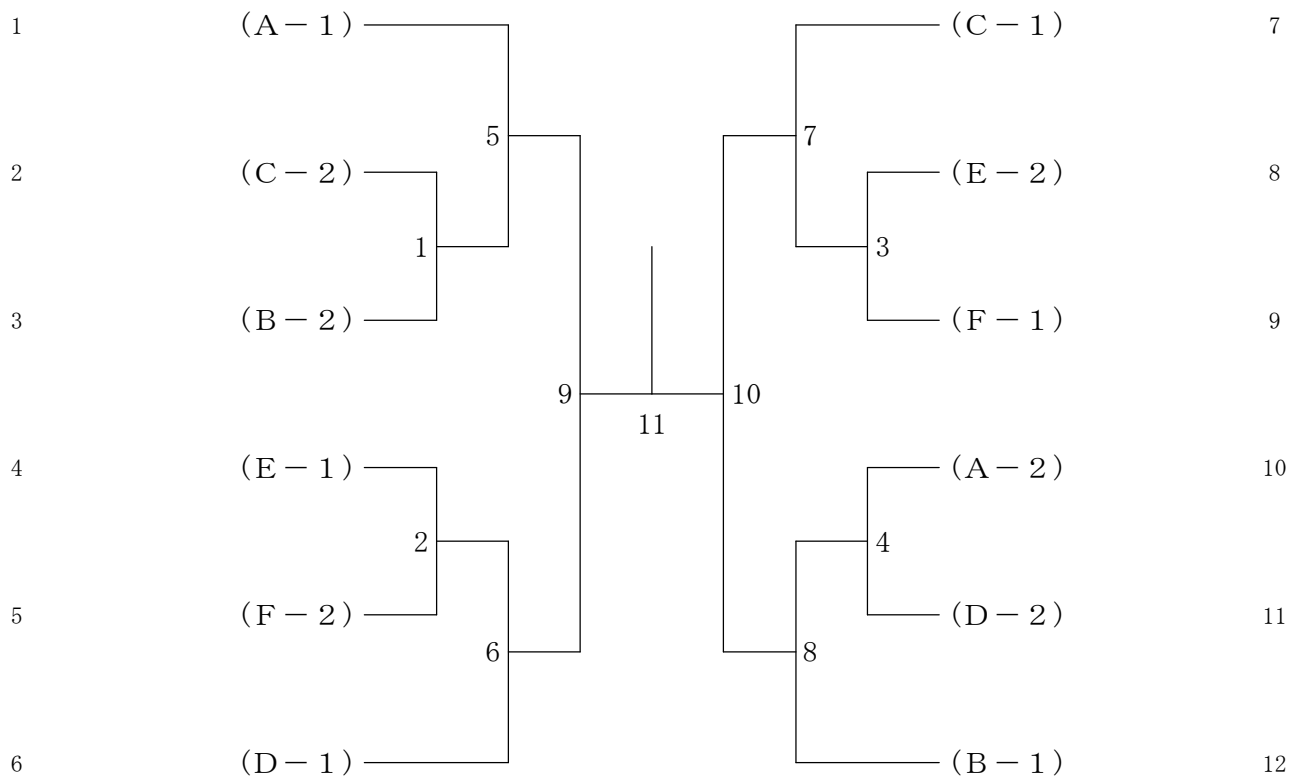 1 (A－1) (C－1) 7
5 7
2 (C－2) (E－2) 8
1 3
3 (B－2) (F－1) 9
9 10
11
4 (E－1) (A－2) 10
2 4
5 (F－2) (D－2) 11
6 8
6 (D－1) (B－1) 12